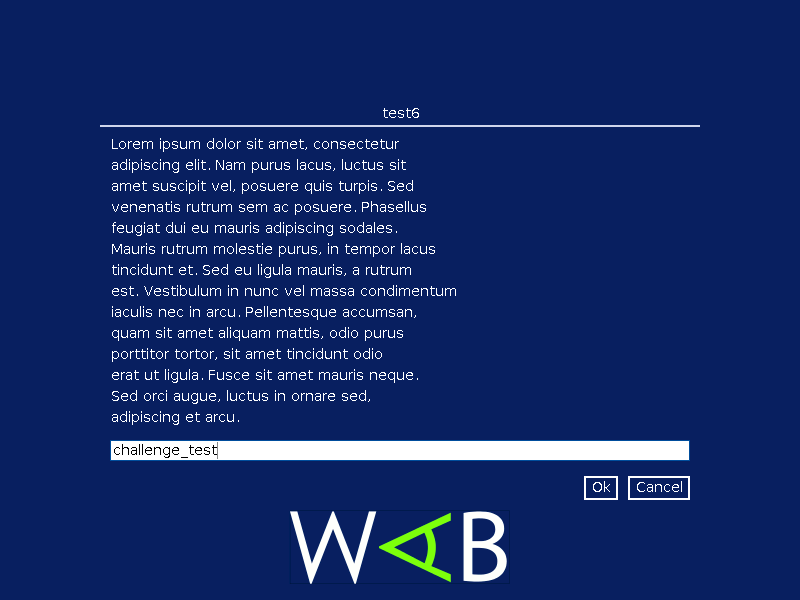 test6
Lorem ipsum dolor sit amet, consectetur
adipiscing elit. Nam purus lacus, luctus sit
amet suscipit vel, posuere quis turpis. Sed
venenatis rutrum sem ac posuere. Phasellus
feugiat dui eu mauris adipiscing sodales.
Mauris rutrum molestie purus, in tempor lacus
tincidunt et. Sed eu ligula mauris, a rutrum
est. Vestibulum in nunc vel massa condimentum
iaculis nec in arcu. Pellentesque accumsan,
quam sit amet aliquam mattis, odio purus
porttitor tortor, sit amet tincidunt odio
erat ut ligula. Fusce sit amet mauris neque.
Sed orci augue, luctus in ornare sed,
adipiscing et arcu.
challenge_test
Ok Cancel
WAB